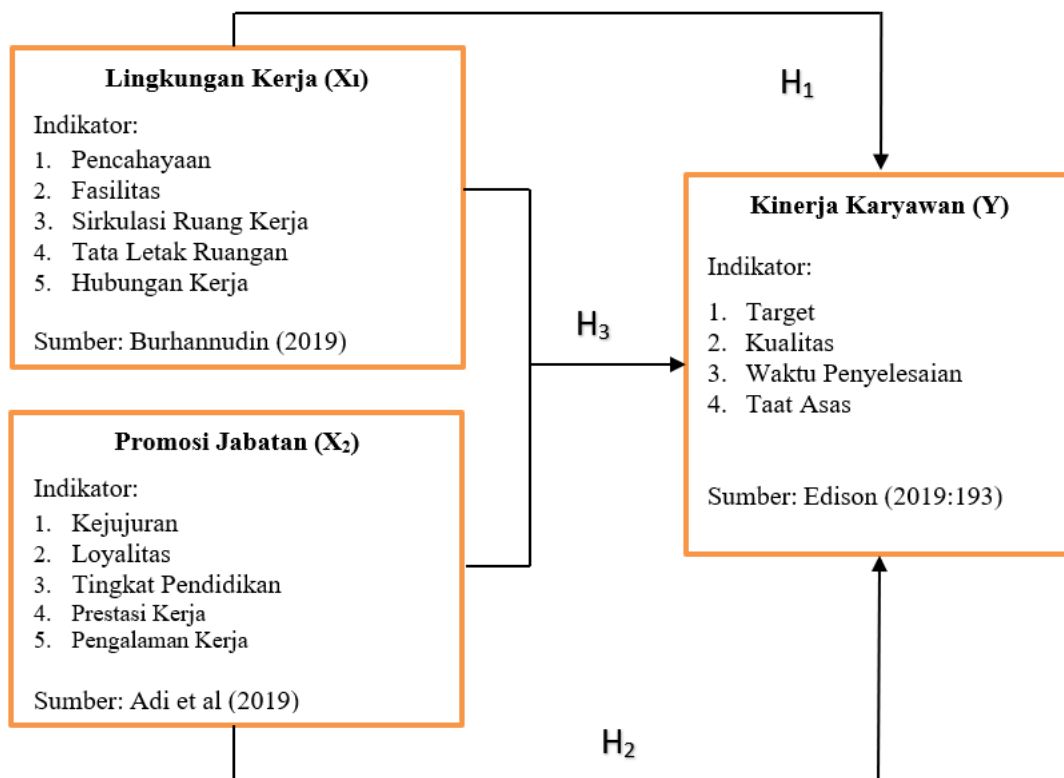 Lingkungan Kerja (X1)
Indikator:
1. Pencahayaan
2. Fasilitas
3. Sirkulasi Ruang Kerja
4. Tata Letak Ruangan
5. Hubungan Kerja
Sumber: Burhannudin (2019)
Promosi Jabatan (X₂)
Indikator:
1. Kejujuran
2. Loyalitas
3. Tingkat Pendidikan
4. Prestasi Kerja
5. Pengalaman Kerja
Sumber: Adi et al (2019)
H₁
H₃
H₂
Kinerja Karyawan (Y)
Indikator:
1. Target
2. Kualitas
3. Waktu Penyelesaian
4. Taat Asas
Sumber: Edison (2019:193)